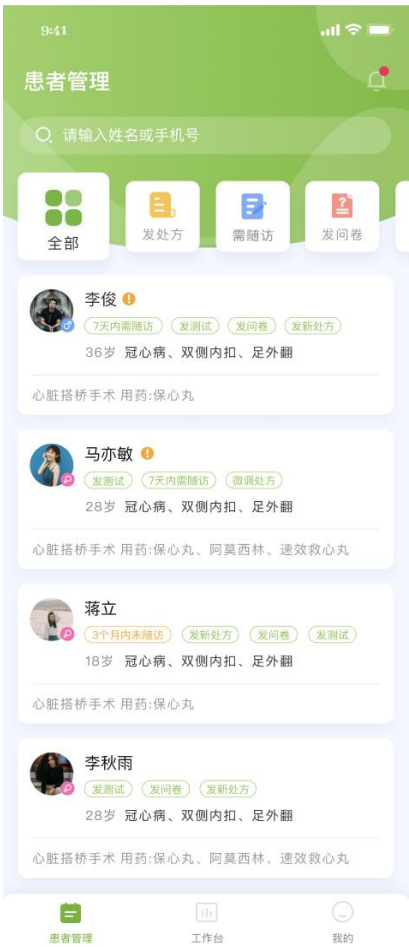 9:41
患者管理
请输入姓名或手机号
全部
发处方
需随访
发问卷
李俊
7天内需随访 发测试 发问卷 发新处方
36岁 冠心病、双侧内扣、足外翻
心脏搭桥手术 用药:保心丸
马亦敏
发测试 7天内需随访 微调处方
28岁 冠心病、双侧内扣、足外翻
心脏搭桥手术 用药:保心丸、阿莫西林、速效救心丸
蒋立
3个月内未随访 发新处方 发问卷 发测试
18岁 冠心病、双侧内扣、足外翻
心脏搭桥手术 用药:保心丸
李秋雨
发测试 发问卷 发新处方
28岁 冠心病、双侧内扣、足外翻
心脏搭桥手术 用药:保心丸、阿莫西林、速效救心丸
患者管理
工作台
我的